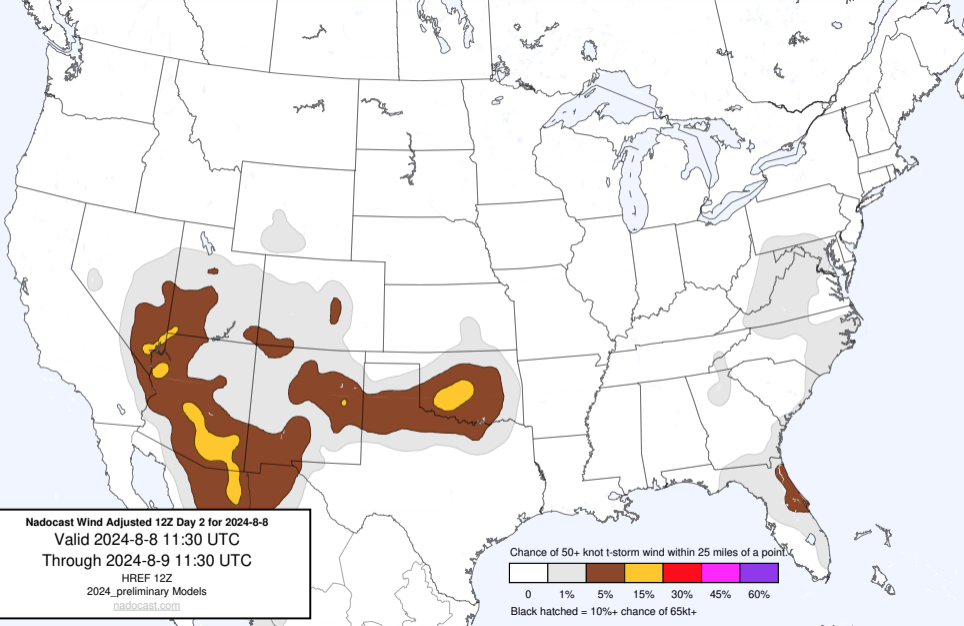 Nadocast Wind Adjusted 12Z Day 2 for 2024-8-8
Valid 2024-8-8 11:30 UTC
Through 2024-8-9 11:30 UTC
HREF 12Z
2024_preliminary Models
nadocast.com
Chance of 50+ knot t-storm wind within 25 miles of a point.
0 1% 5% 15% 30% 45% 60%
Black hatched = 10%+ chance of 65kt+